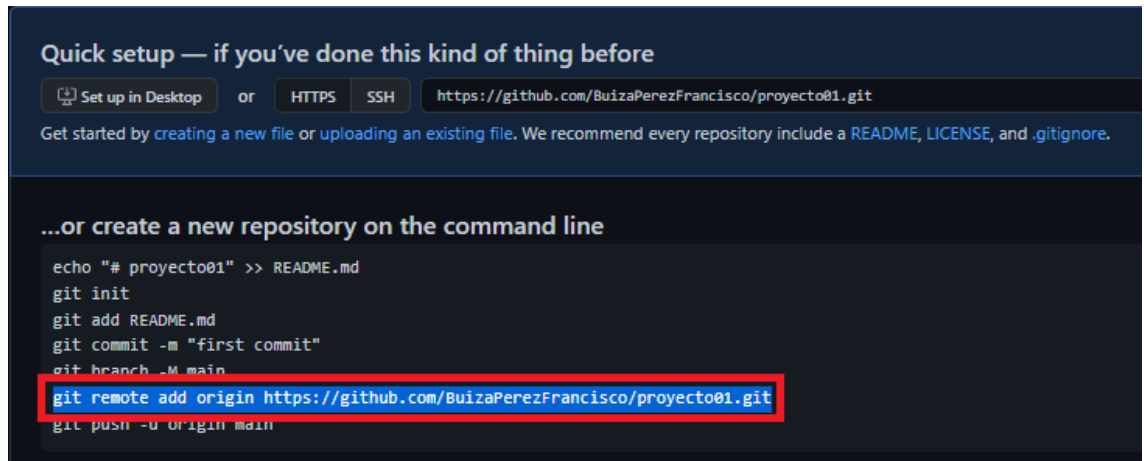 Quick setup — if you've done this kind of thing before
Set up in Desktop or HTTPS SSH https://github.com/BuizaPerezFrancisco/proyecto01.git
Get started by creating a new file or uploading an existing file. We recommend every repository include a README, LICENSE, and .gitignore.
...or create a new repository on the command line
echo "# proyecto01" >> README.md
git init
git add README.md
git commit -m "first commit"
git branch -M main
git remote add origin https://github.com/BuizaPerezFrancisco/proyecto01.git
git push -u origin main